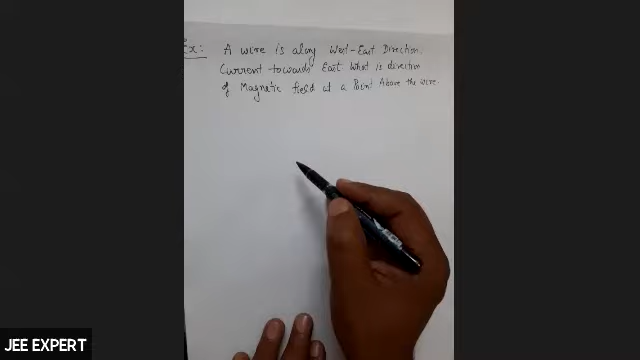 Ex: A wire is along West-East Direction.
Current towards East. What is direction
of Magnetic field at a Point Above the wire
JEE EXPERT